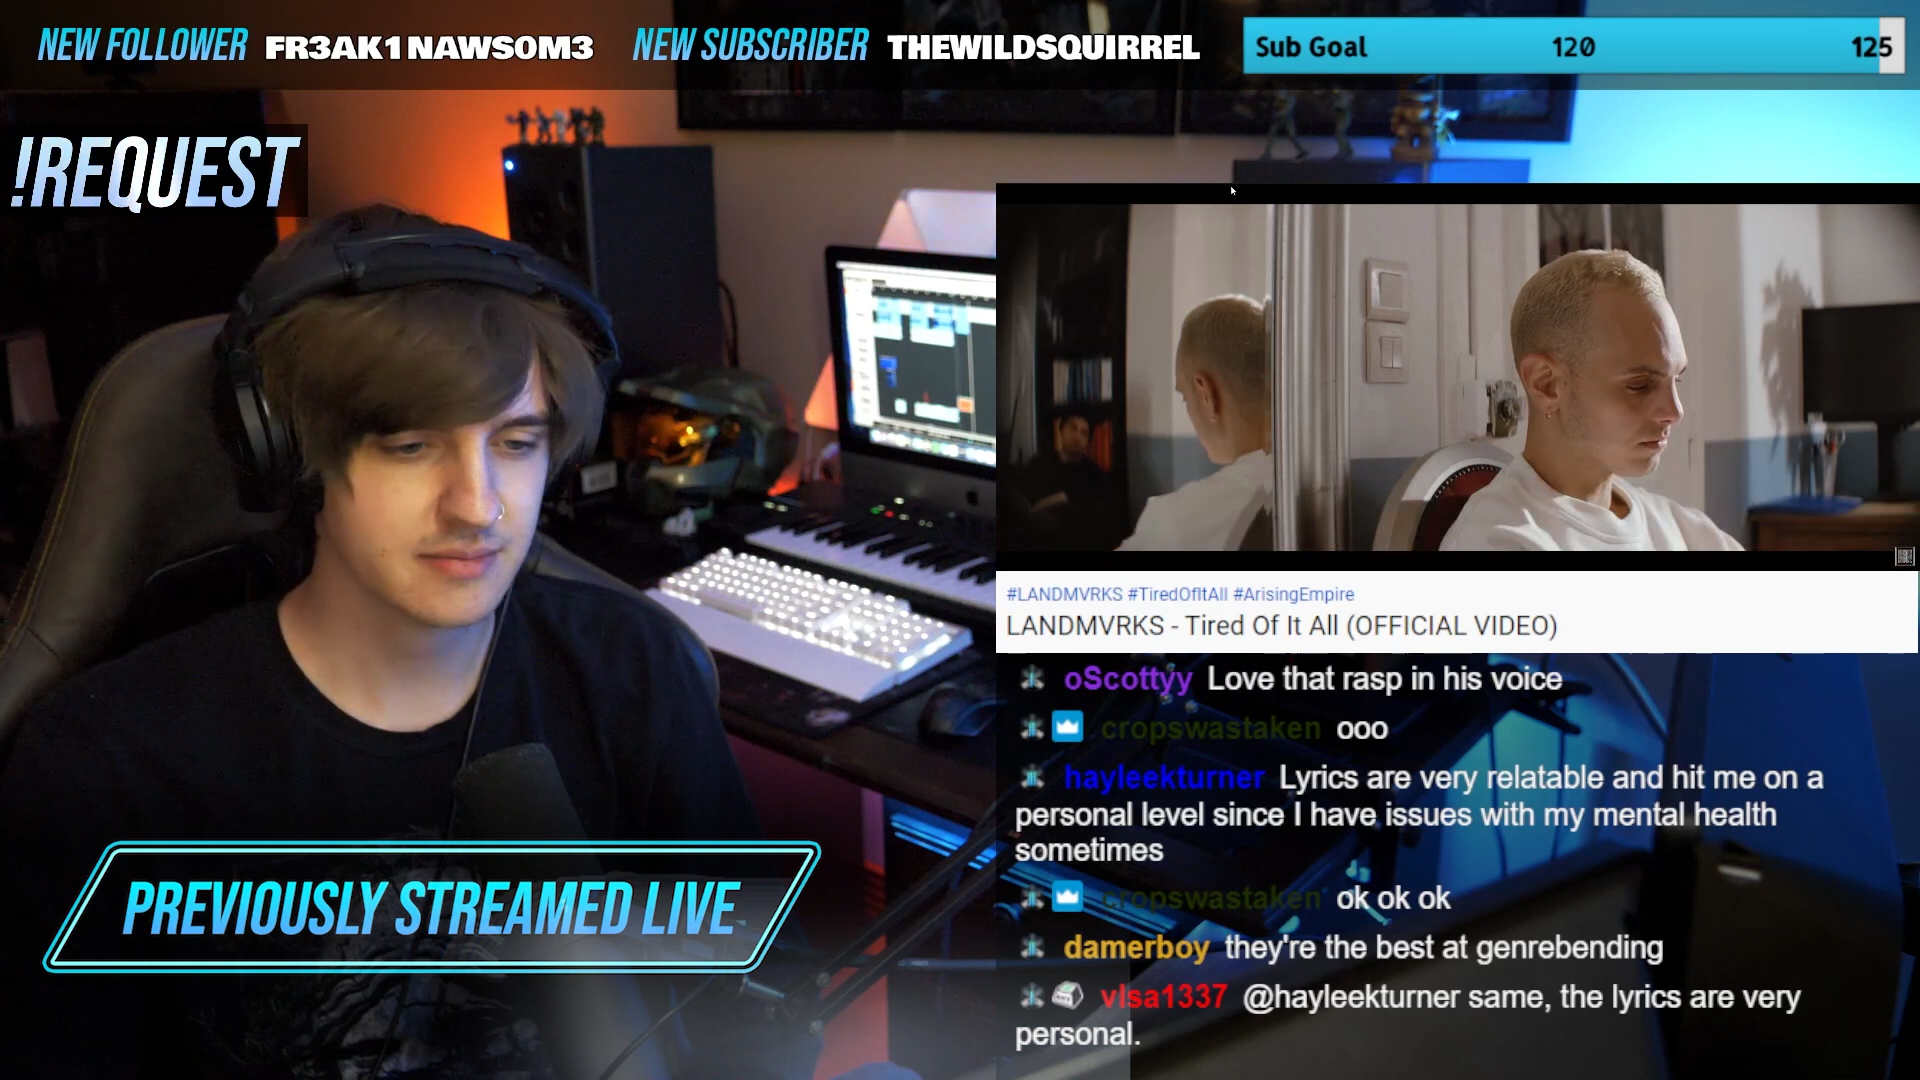 NEW FOLLOWER FR3AK1NAWSOM3 NEW SUBSCRIBER THEWILDSQUIRREL
Sub Goal 120 125
!REQUEST
#LANDMVRKS #TiredOfItAll #ArisingEmpire
LANDMVRKS - Tired Of It All (OFFICIAL VIDEO)
oScottyy Love that rasp in his voice
cropswastaken ooo
hayleekturner Lyrics are very relatable and hit me on a
personal level since I have issues with my mental health
sometimes
cropswastaken ok ok ok
damerboy they're the best at genrebending
vlsa1337 @hayleekturner same, the lyrics are very
personal.
PREVIOUSLY STREAMED LIVE